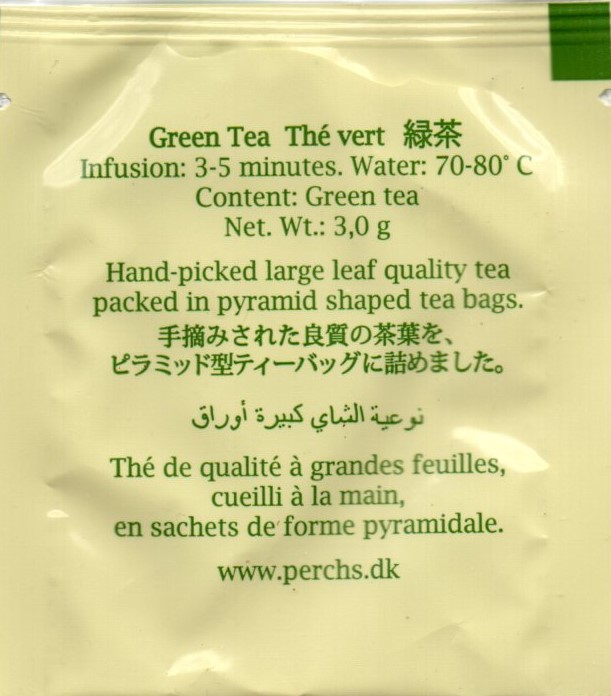 Green Tea Thé vert 緑茶
Infusion: 3-5 minutes. Water: 70-80° C
Content: Green tea
Net. Wt.: 3,0 g
Hand-picked large leaf quality tea
packed in pyramid shaped tea bags.
手摘みされた良質の茶葉を、
ピラミッド型ティーバッグに詰めました。
نوعية الشاي كبيرة أوراق
Thé de qualité à grandes feuilles,
cueilli à la main,
en sachets de forme pyramidale.
www.perchs.dk